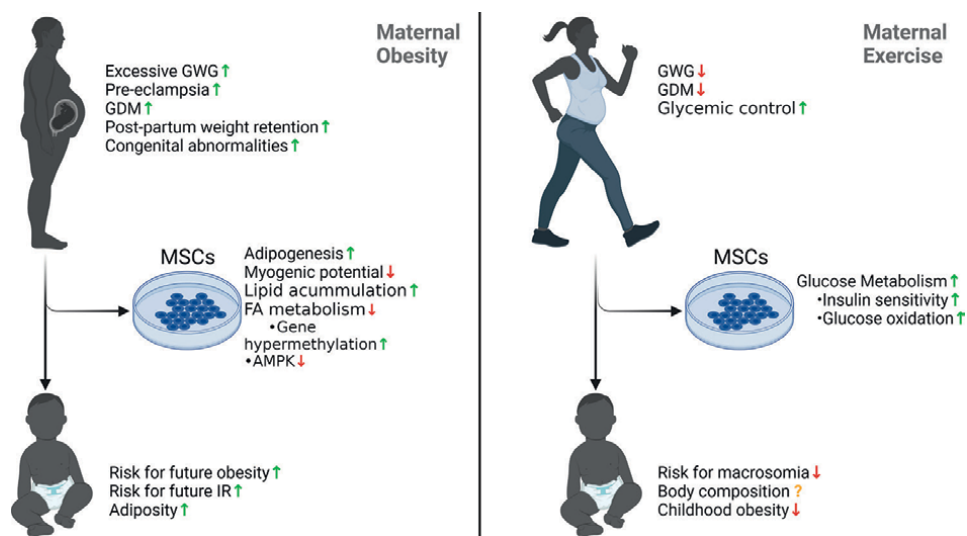 Maternal
Obesity
Excessive GWG ↑
Pre-eclampsia ↑
GDM ↑
Post-partum weight retention ↑
Congenital abnormalities ↑
MSCs
Adipogenesis ↑
Myogenic potential ↓
Lipid acummulation ↑
FA metabolism ↓
•Gene
hypermethylation ↑
•AMPK ↓
Risk for future obesity ↑
Risk for future IR ↑
Adiposity ↑
Maternal
Exercise
GWG ↓
GDM ↓
Glycemic control ↑
MSCs
Glucose Metabolism ↑
•Insulin sensitivity ↑
•Glucose oxidation ↑
Risk for macrosomia ↓
Body composition ?
Childhood obesity ↓